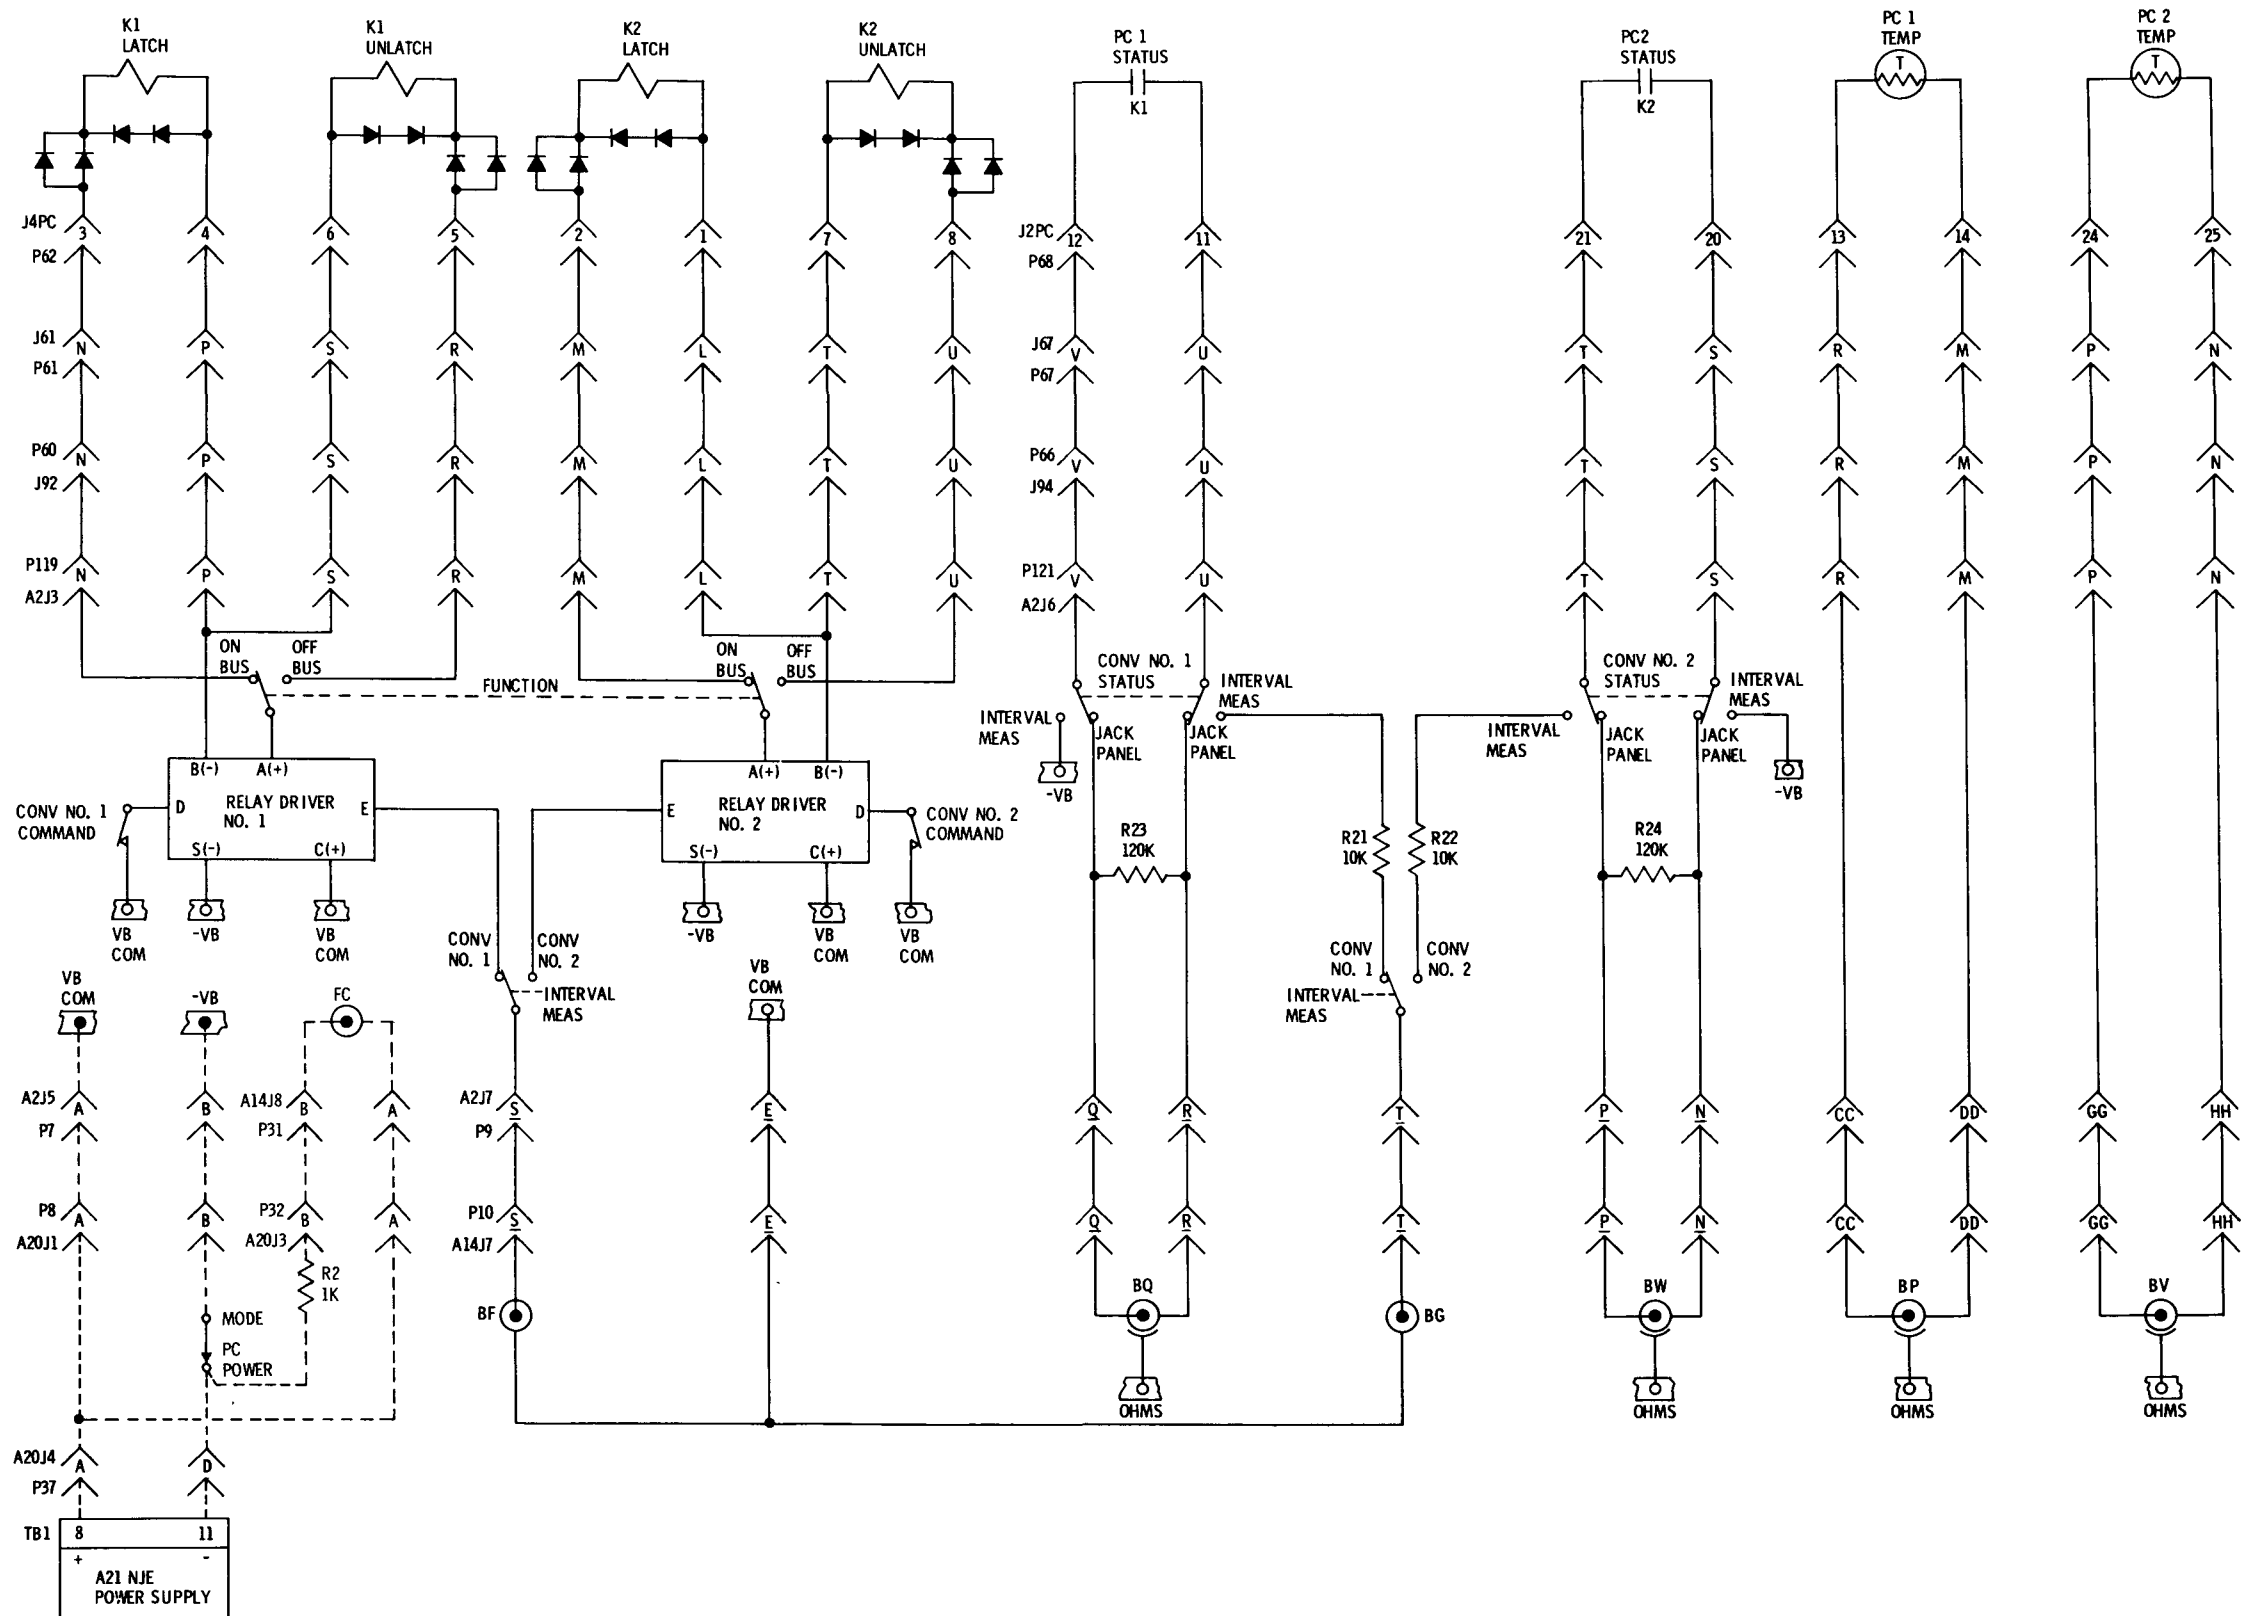 K1
LATCH
K1
UNLATCH
K2
LATCH
K2
UNLATCH
PC 1
STATUS
K1
PC2
STATUS
K2
PC 1
TEMP
T
PC 2
TEMP
T
J4PC 3 4 6 5 2 1 7 8
J2PC 12 11 21 20 13 14 24 25
P62
P68
J61 N P S R M L T U
J67 V U T S R M P N
P61
P67
P60 N P S R M L T U
P66 V U T S R M P N
J92
J94
P119 N P S R M L T U
P121 V U T S R M P N
A2J3
A2J6
ON
BUS
OFF
BUS
FUNCTION
ON
BUS
OFF
BUS
CONV NO. 1
STATUS
INTERVAL
MEAS
INTERVAL
MEAS
JACK
PANEL
JACK
PANEL
-VB
CONV NO. 2
STATUS
INTERVAL
MEAS
INTERVAL
MEAS
JACK
PANEL
JACK
PANEL
-VB
B(-) A(+)
RELAY DRIVER
NO. 1
D E
S(-) C(+)
CONV NO. 1
COMMAND
VB
COM
-VB
VB
COM
A(+) B(-)
RELAY DRIVER
NO. 2
E D
S(-) C(+)
CONV NO. 2
COMMAND
-VB
VB
COM
VB
COM
R23
120K
R21
10K
R22
10K
R24
120K
CONV
NO. 1
CONV
NO. 2
INTERVAL
MEAS
CONV
NO. 1
CONV
NO. 2
INTERVAL
MEAS
VB
COM
-VB
FC
VB
COM
A2J5 A B
A14J8 B A
A2J7 S E Q R T P N CC DD GG HH
P7
P31
P9
P8 A B
P32 B A
P10 S E Q R T P N CC DD GG HH
A20J1
A20J3
A14J7
R2
1K
MODE
PC
POWER
BF
BQ
BG
BW
BP
BV
OHMS
OHMS
OHMS
OHMS
A20J4 A D
P37
TB1 8 11
+ -
A21 NJE
POWER SUPPLY